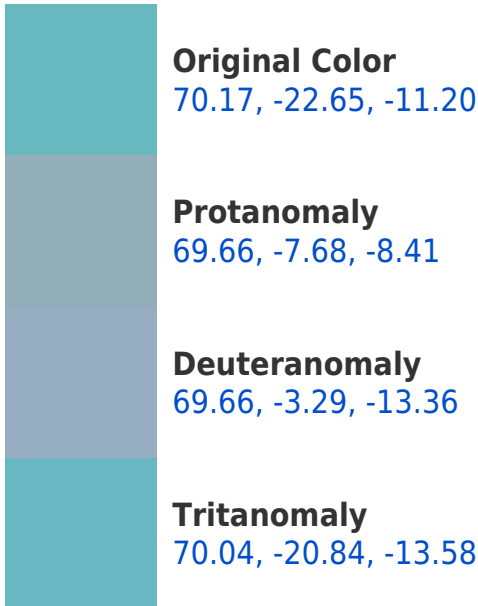 Original Color
70.17, -22.65, -11.20
Protanomaly
69.66, -7.68, -8.41
Deuteranomaly
69.66, -3.29, -13.36
Tritanomaly
70.04, -20.84, -13.58